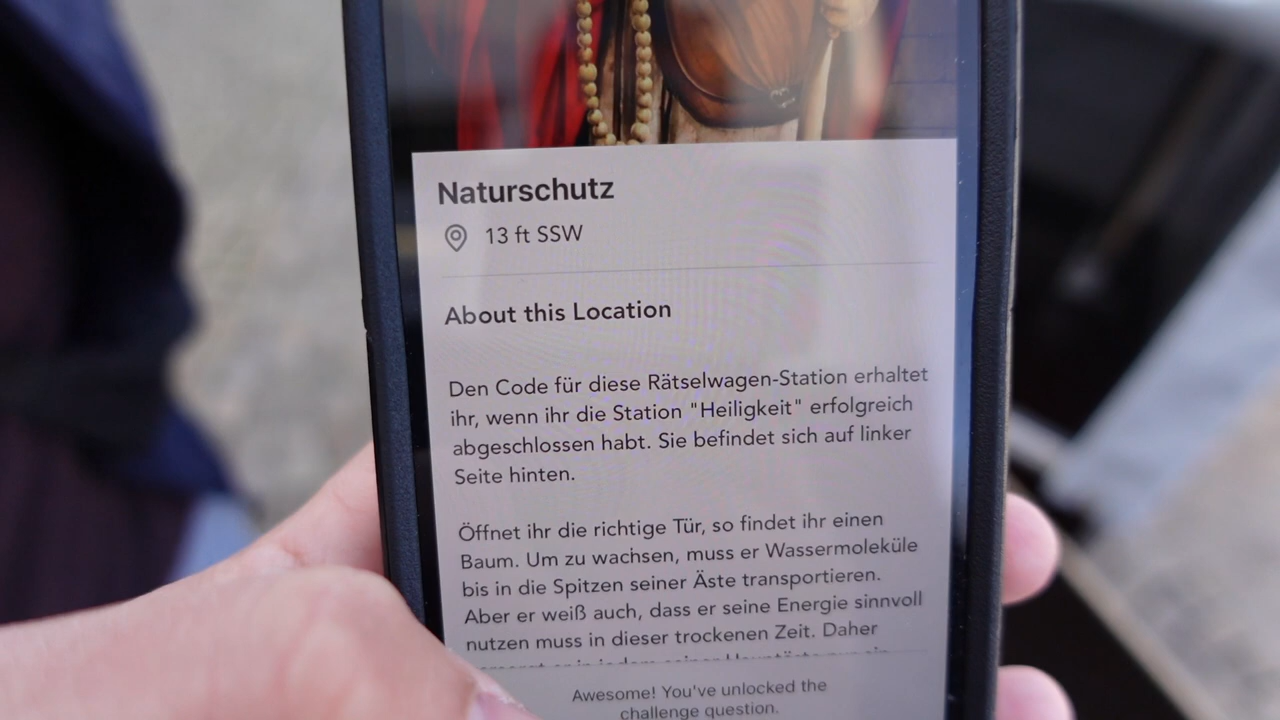 Naturschutz
13 ft SSW
About this Location
Den Code für diese Rätselwagen-Station erhaltet
ihr, wenn ihr die Station "Heiligkeit" erfolgreich
abgeschlossen habt. Sie befindet sich auf linker
Seite hinten.
Öffnet ihr die richtige Tür, so findet ihr einen
Baum. Um zu wachsen, muss er Wassermoleküle
bis in die Spitzen seiner Äste transportieren.
Aber er weiß auch, dass er seine Energie sinnvoll
nutzen muss in dieser trockenen Zeit. Daher
Awesome! You've unlocked the
challenge question.